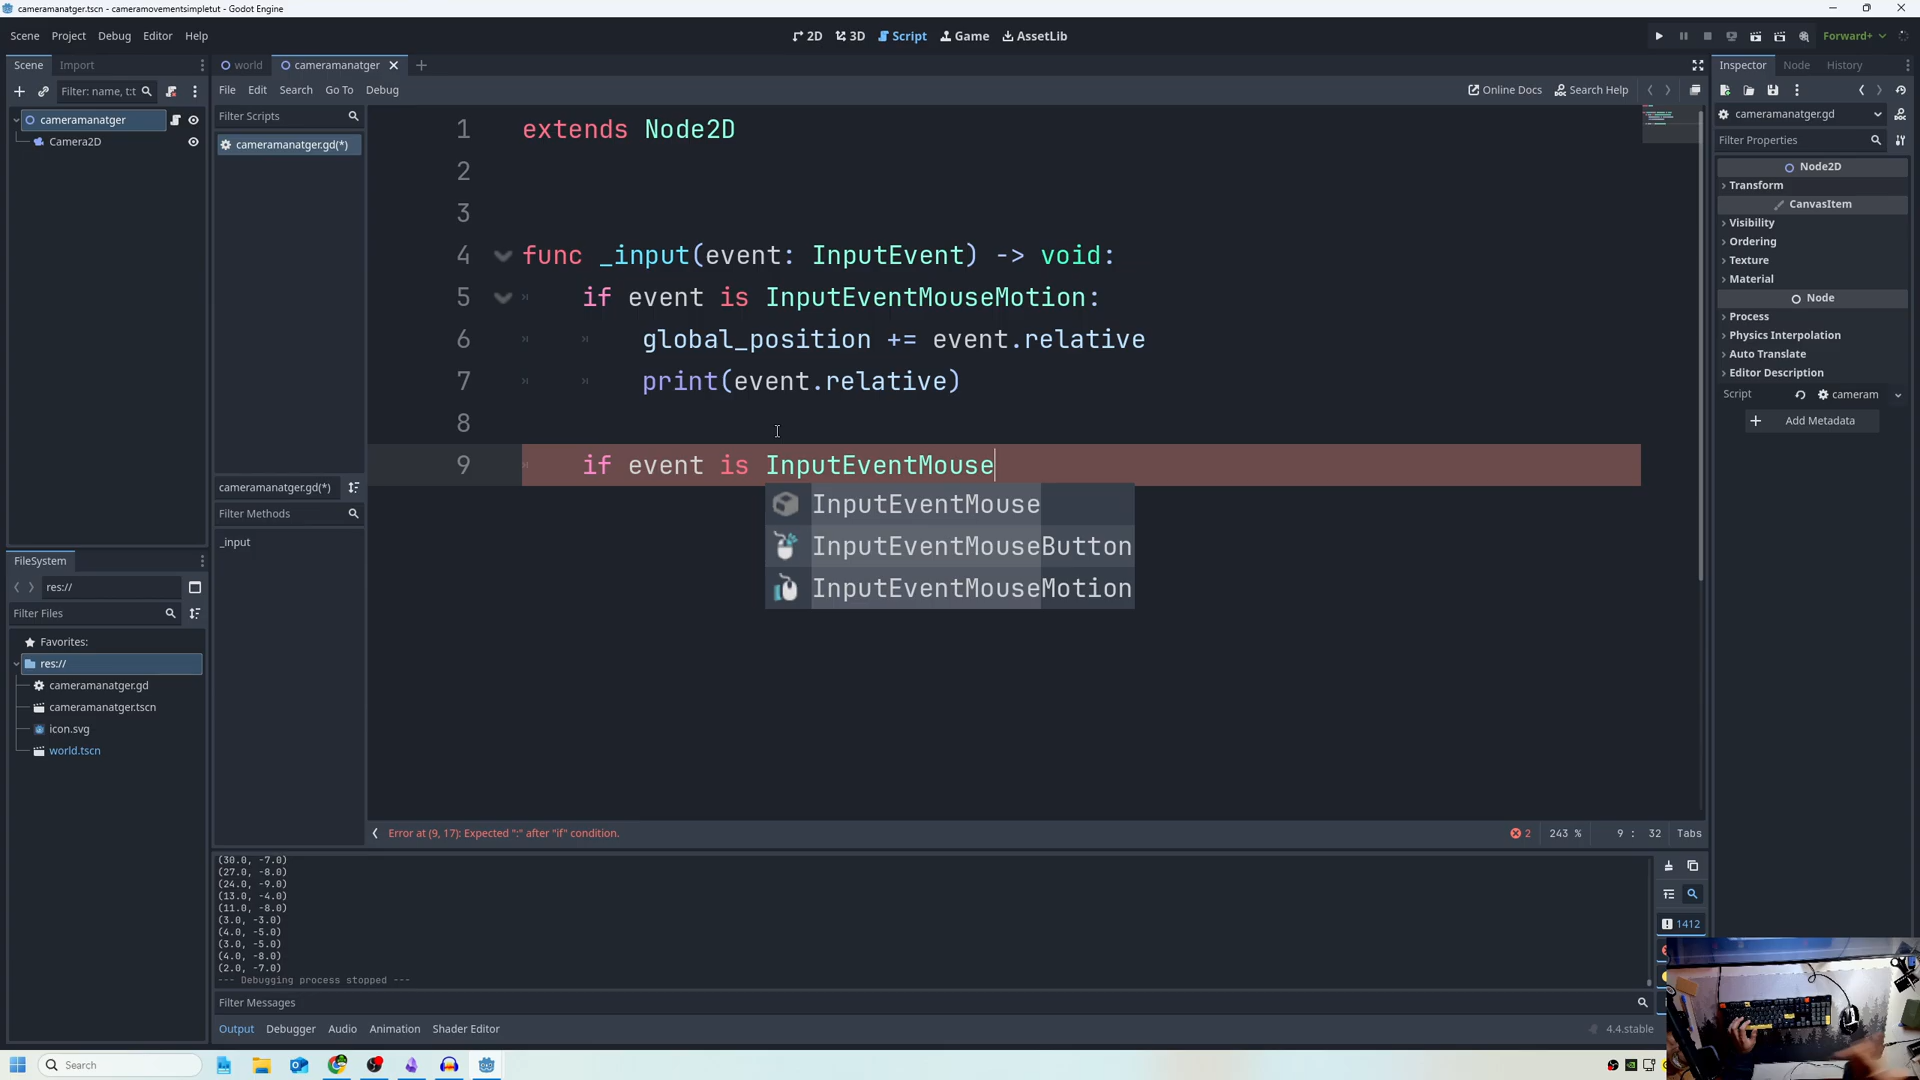 cameramanatger.tscn - cameramovementsimpletut - Godot Engine
Scene Project Debug Editor Help
2D 3D Script Game AssetLib
Forward+
Scene Import
Filter: name, t:t
cameramanatger
Camera2D
world cameramanatger
File Edit Search Go To Debug
Online Docs Search Help
Filter Scripts
cameramanatger.gd(*)
cameramanatger.gd(*)
Filter Methods
_input
1 extends Node2D
2
3
4 func _input(event: InputEvent) -> void:
5 if event is InputEventMouseMotion:
6 global_position += event.relative
7 print(event.relative)
8
9 if event is InputEventMouse
InputEventMouse
InputEventMouseButton
InputEventMouseMotion
Error at (9, 17): Expected ":" after "if" condition.
2 243 % 9 : 32 Tabs
FileSystem
res://
Filter Files
Favorites:
res://
cameramanatger.gd
cameramanatger.tscn
icon.svg
world.tscn
(30.0, -7.0)
(27.0, -8.0)
(24.0, -9.0)
(13.0, -4.0)
(11.0, -8.0)
(3.0, -3.0)
(4.0, -5.0)
(3.0, -5.0)
(4.0, -8.0)
(2.0, -7.0)
--- Debugging process stopped ---
1412
Filter Messages
Output Debugger Audio Animation Shader Editor
4.4.stable
Inspector Node History
cameramanatger.gd
Filter Properties
Node2D
Transform
CanvasItem
Visibility
Ordering
Texture
Material
Node
Process
Physics Interpolation
Auto Translate
Editor Description
Script cameram
Add Metadata
Search